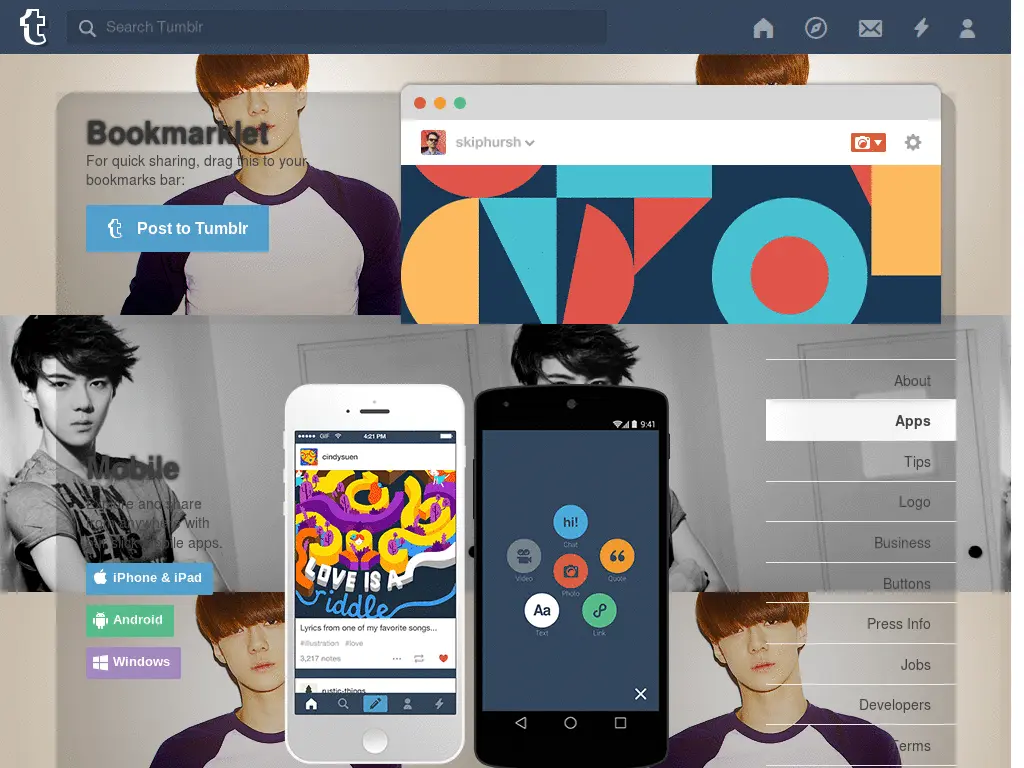 Search Tumblr
Bookmarklet
For quick sharing, drag this to your
bookmarks bar:
Post to Tumblr
skiphursh
About
Apps
Tips
Logo
Business
Buttons
Press Info
Jobs
Developers
Terms
Mobile
and share
from anywhere with
apps.
iPhone & iPad
Android
Windows
GIF 4:21 PM
cindysuen
LOVE IS A
riddle
Lyrics from one of my favorite songs...
#illustration #love
3,217 notes
rustic-things
9:41
hi!
Chat
Video
Quote
Photo
Aa
Text
Link